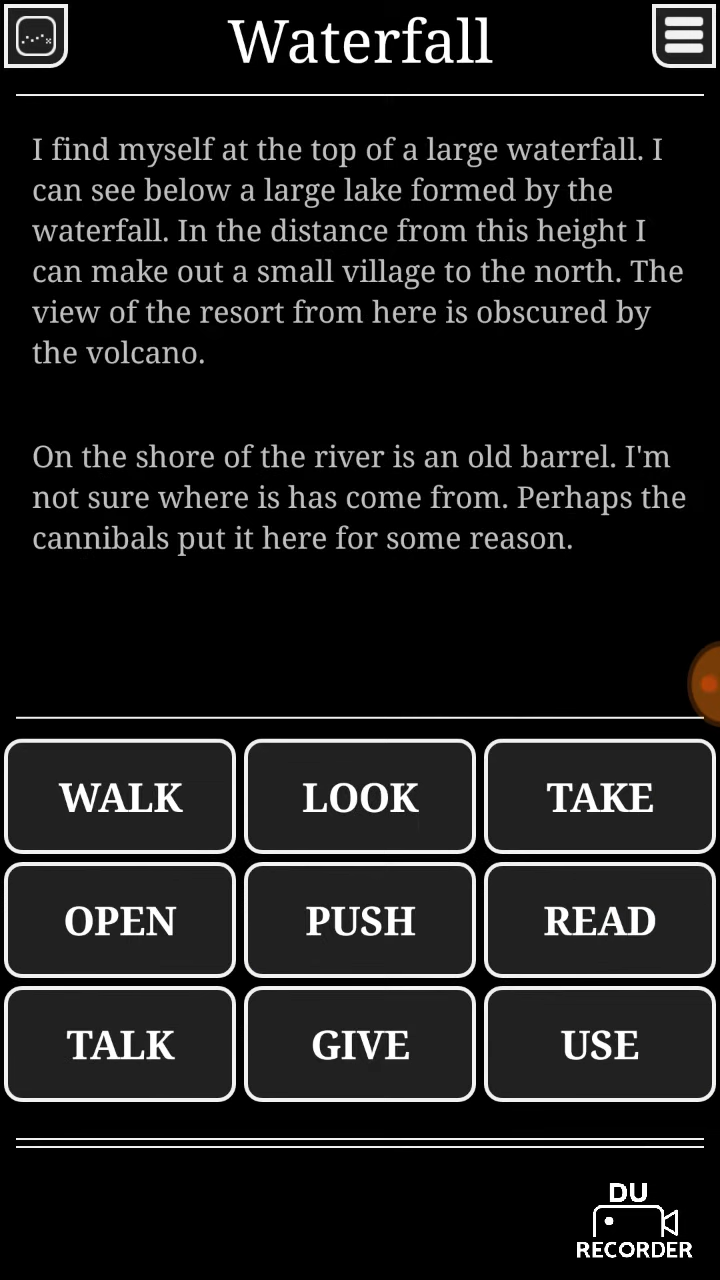 Waterfall
I find myself at the top of a large waterfall. I
can see below a large lake formed by the
waterfall. In the distance from this height I
can make out a small village to the north. The
view of the resort from here is obscured by
the volcano.
On the shore of the river is an old barrel. I'm
not sure where is has come from. Perhaps the
cannibals put it here for some reason.
WALK LOOK TAKE
OPEN PUSH READ
TALK GIVE USE
DU
RECORDER